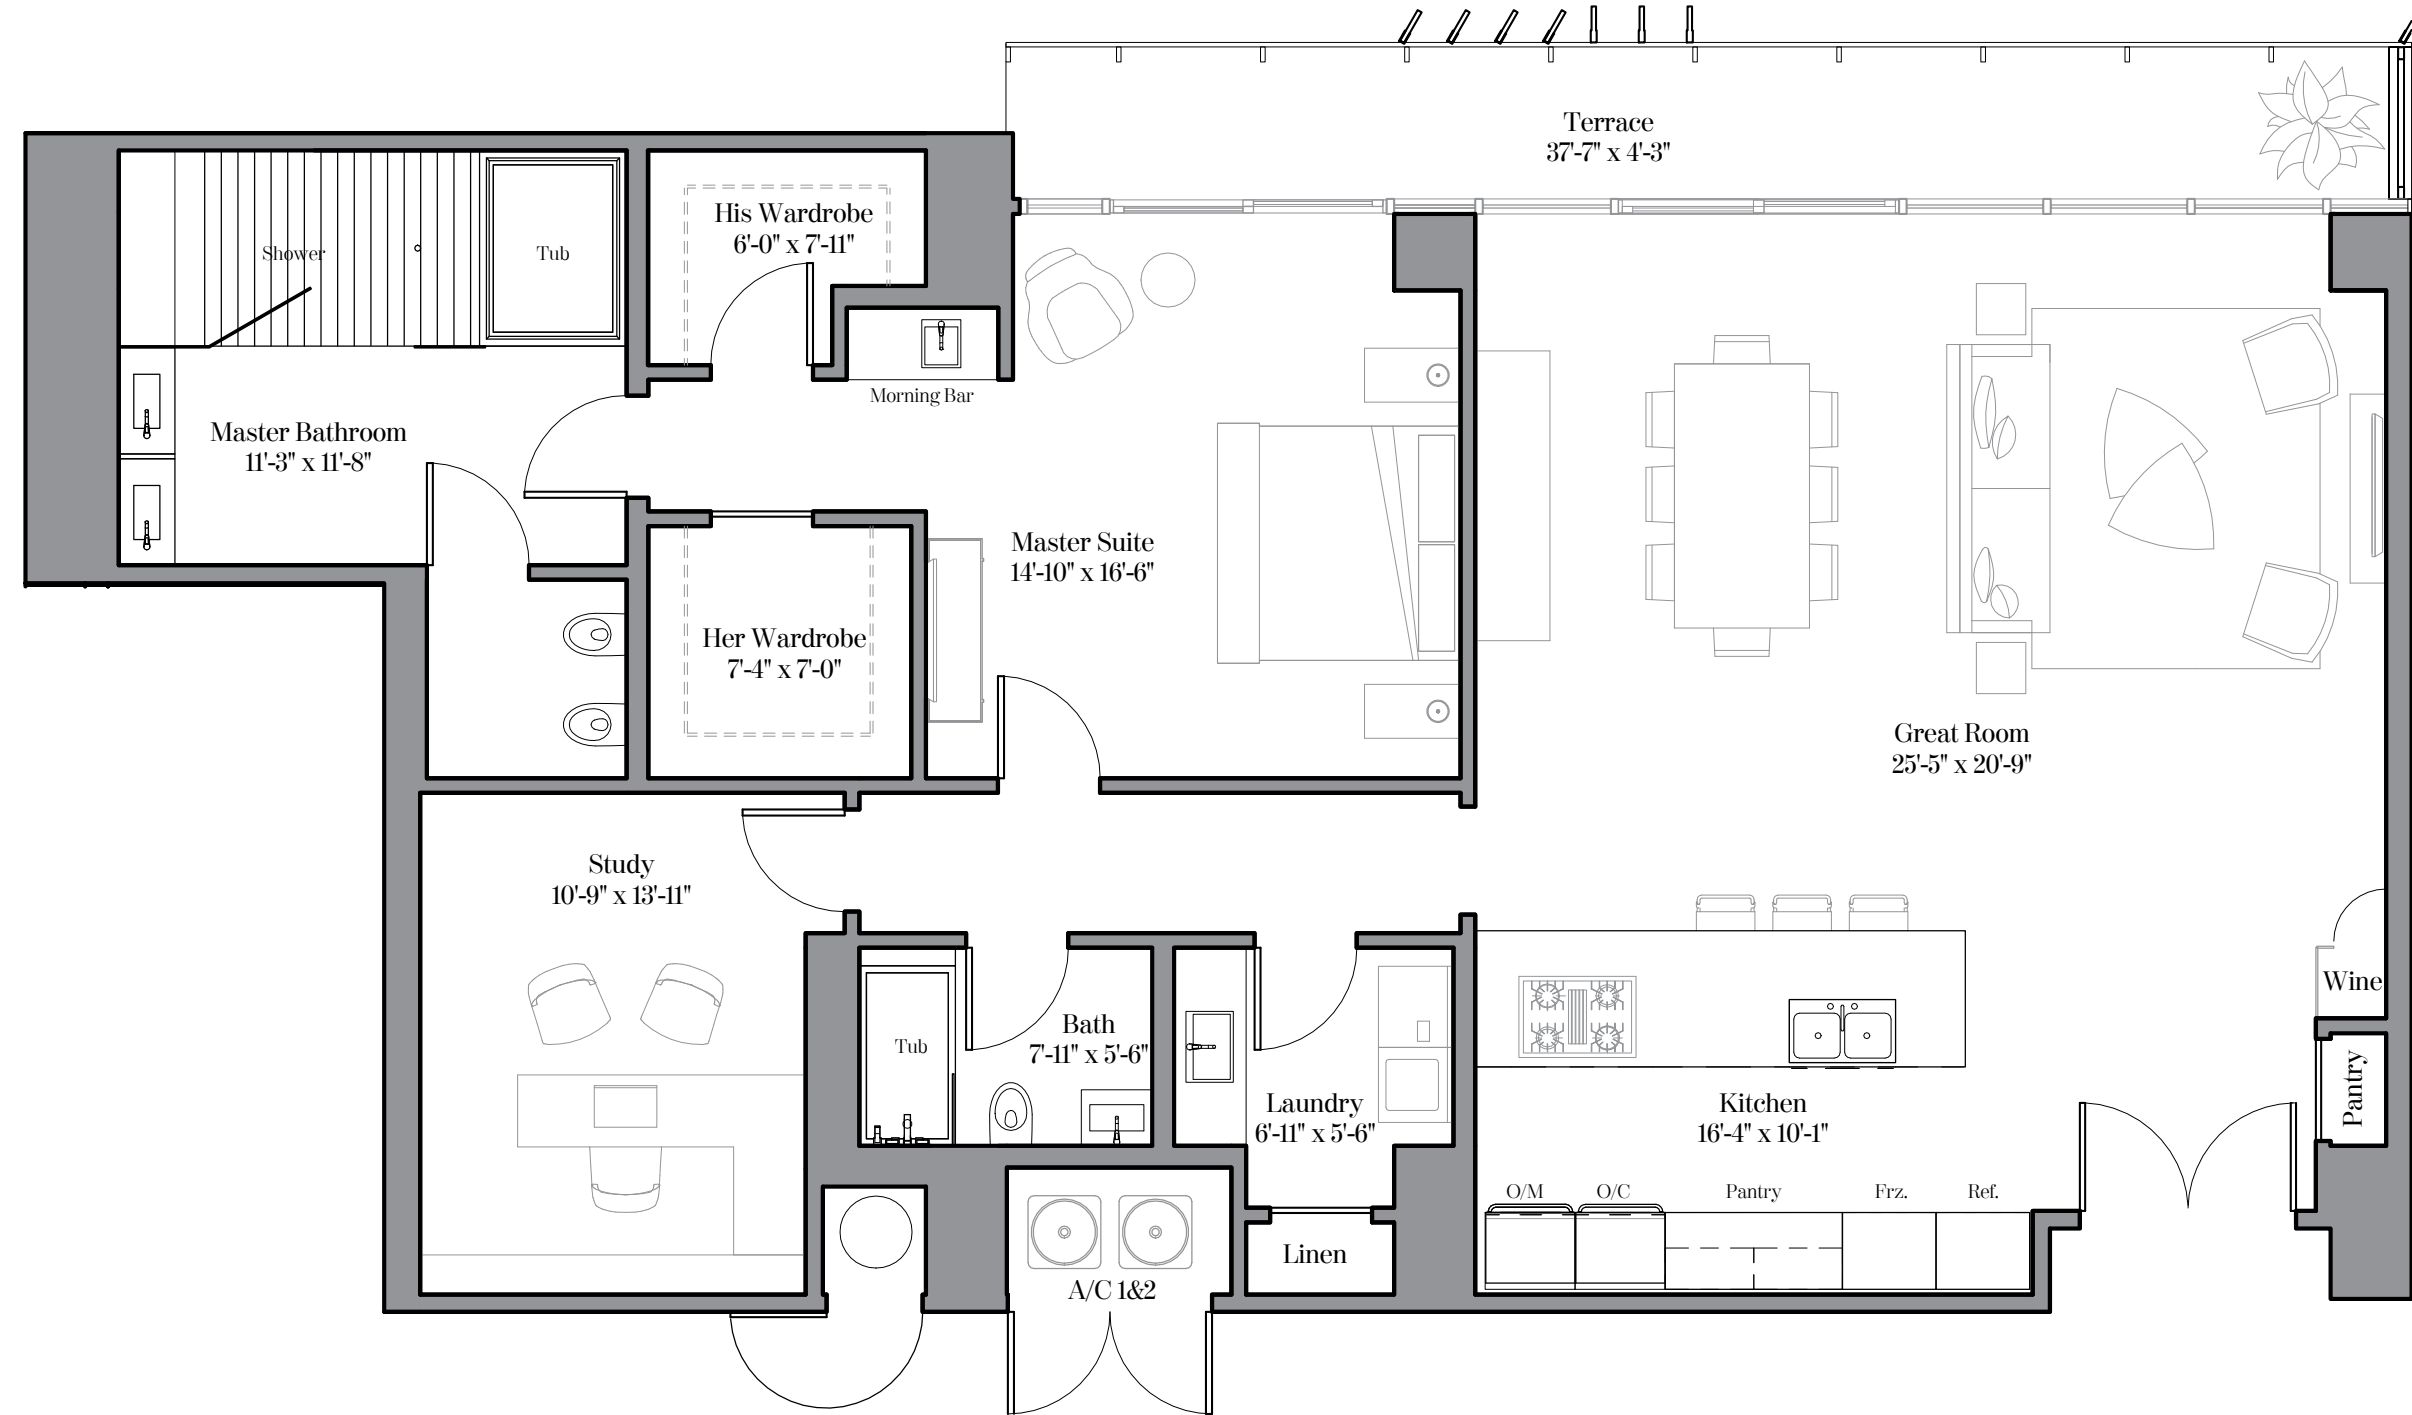 Terrace
37'-7" x 4'-3"
His Wardrobe
6'-0" x 7'-11"
Shower
Tub
Morning Bar
Master Bathroom
11'-3" x 11'-8"
Master Suite
14'-10" x 16'-6"
Her Wardrobe
7'-4" x 7'-0"
Great Room
25'-5" x 20'-9"
Study
10'-9" x 13'-11"
Wine
Bath
7'-11" x 5'-6"
Tub
Laundry
6'-11" x 5'-6"
Kitchen
16'-4" x 10'-1"
Pantry
O/M
O/C
Pantry
Frz.
Ref.
Linen
A/C 1&2